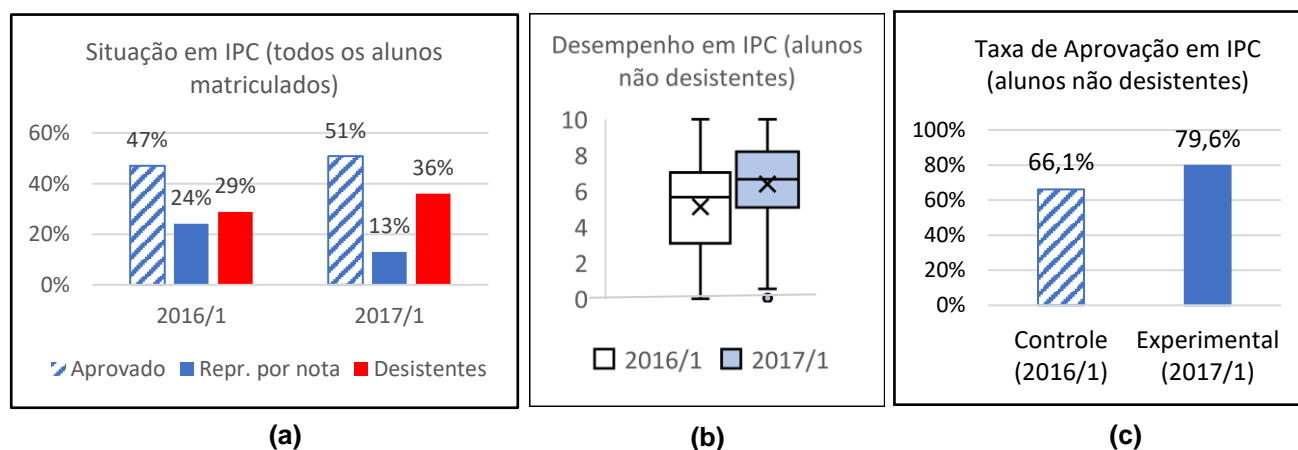 Situação em IPC (todos os alunos
matriculados)
60%
40%
20%
0%
47%
24%
29%
51%
13%
36%
2016/1
2017/1
Aprovado
Repr. por nota
Desistentes
(a)
Desempenho em IPC (alunos
não desistentes)
10
8
6
4
2
0
2016/1
2017/1
(b)
Taxa de Aprovação em IPC
(alunos não desistentes)
100%
80%
60%
40%
20%
0%
66,1%
79,6%
Controle
(2016/1)
Experimental
(2017/1)
(c)